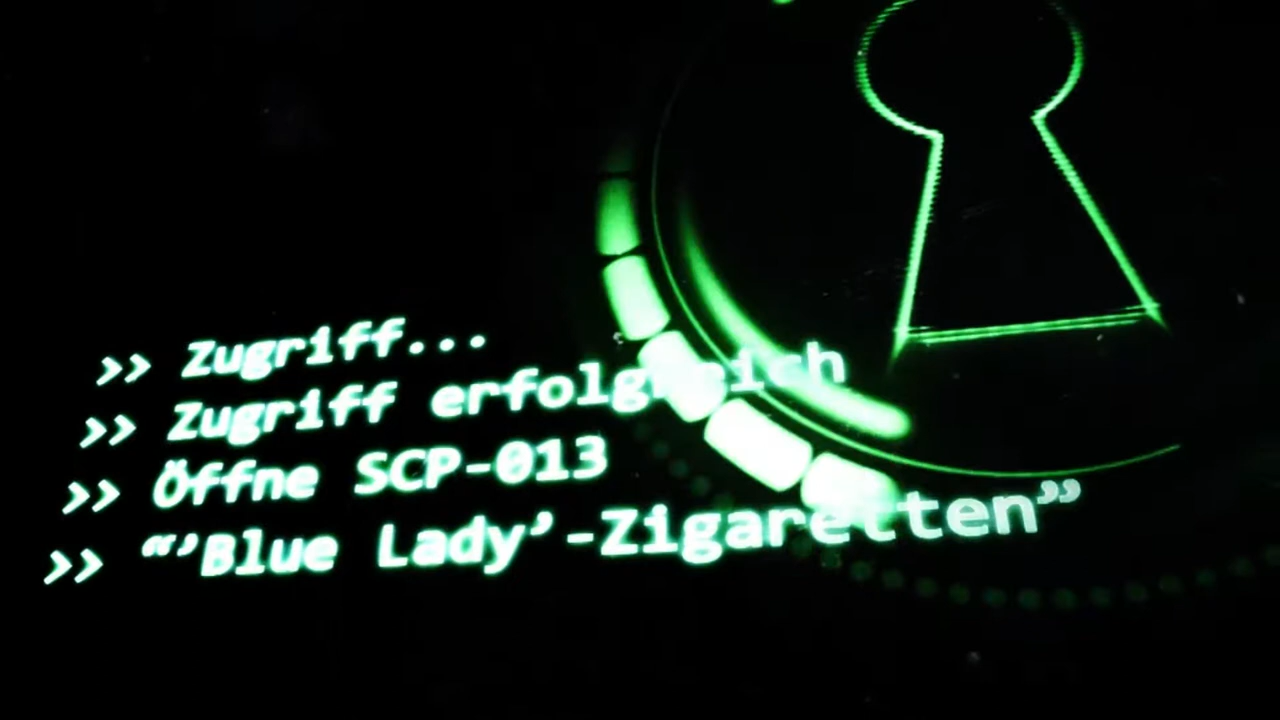 >> Zugriff...
>> Zugriff erfolgreich
>> Öffne SCP-013
>> “’Blue Lady’-Zigaretten”